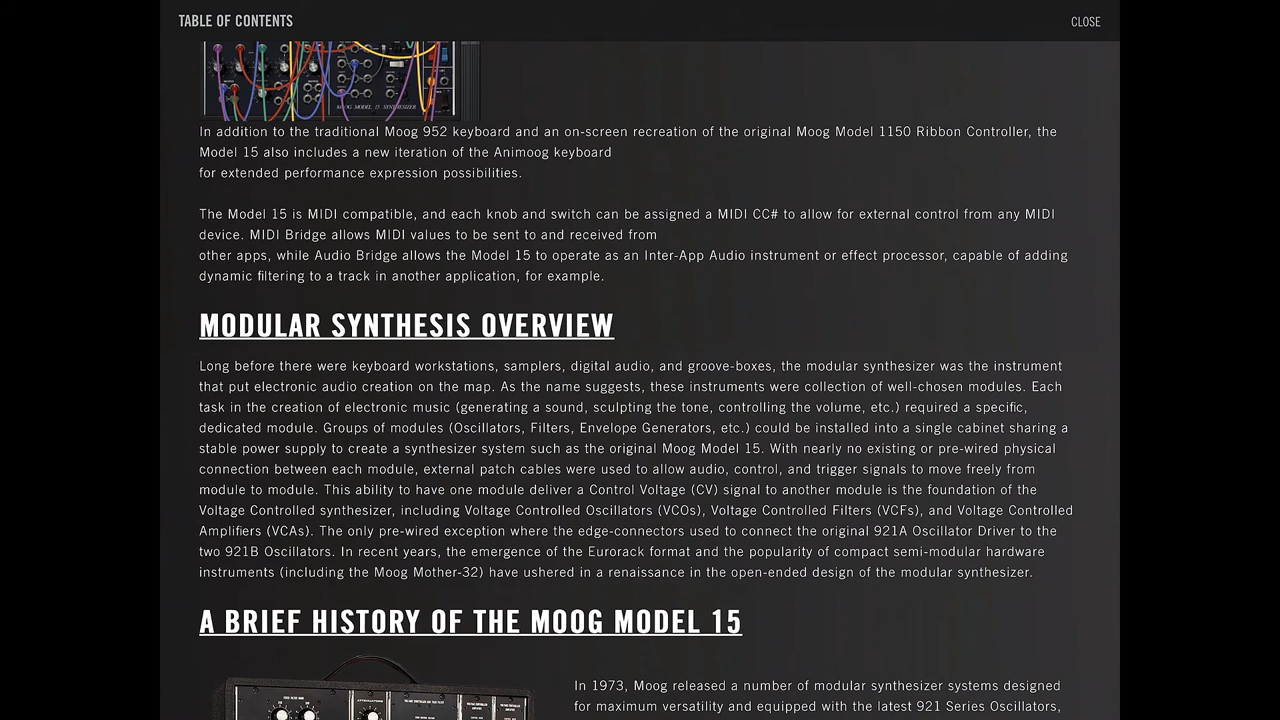 TABLE OF CONTENTS
CLOSE
MOOG MODEL 15 SYNTHESIZER
In addition to the traditional Moog 952 keyboard and an on-screen recreation of the original Moog Model 1150 Ribbon Controller, the
Model 15 also includes a new iteration of the Animoog keyboard
for extended performance expression possibilities.
The Model 15 is MIDI compatible, and each knob and switch can be assigned a MIDI CC# to allow for external control from any MIDI
device. MIDI Bridge allows MIDI values to be sent to and received from
other apps, while Audio Bridge allows the Model 15 to operate as an Inter-App Audio instrument or effect processor, capable of adding
dynamic filtering to a track in another application, for example.
MODULAR SYNTHESIS OVERVIEW
Long before there were keyboard workstations, samplers, digital audio, and groove-boxes, the modular synthesizer was the instrument
that put electronic audio creation on the map. As the name suggests, these instruments were collection of well-chosen modules. Each
task in the creation of electronic music (generating a sound, sculpting the tone, controlling the volume, etc.) required a specific,
dedicated module. Groups of modules (Oscillators, Filters, Envelope Generators, etc.) could be installed into a single cabinet sharing a
stable power supply to create a synthesizer system such as the original Moog Model 15. With nearly no existing or pre-wired physical
connection between each module, external patch cables were used to allow audio, control, and trigger signals to move freely from
module to module. This ability to have one module deliver a Control Voltage (CV) signal to another module is the foundation of the
Voltage Controlled synthesizer, including Voltage Controlled Oscillators (VCOs), Voltage Controlled Filters (VCFs), and Voltage Controlled
Amplifiers (VCAs). The only pre-wired exception where the edge-connectors used to connect the original 921A Oscillator Driver to the
two 921B Oscillators. In recent years, the emergence of the Eurorack format and the popularity of compact semi-modular hardware
instruments (including the Moog Mother-32) have ushered in a renaissance in the open-ended design of the modular synthesizer.
A BRIEF HISTORY OF THE MOOG MODEL 15
In 1973, Moog released a number of modular synthesizer systems designed
for maximum versatility and equipped with the latest 921 Series Oscillators,
ATTENUATORS